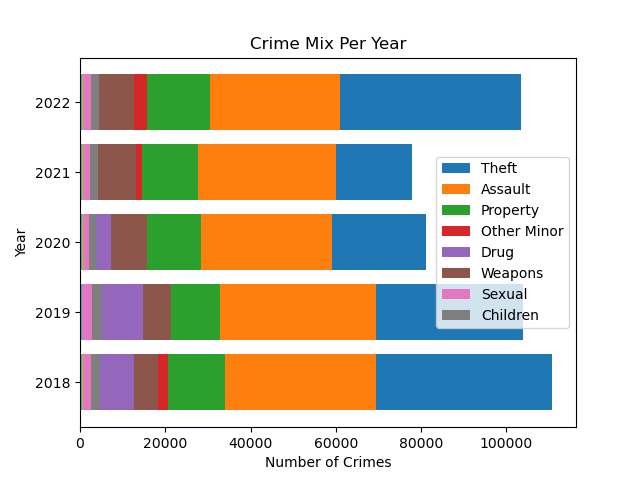 Crime Mix Per Year
2022
2021
2020
2019
2018
Year
Theft
Assault
Property
Other Minor
Drug
Weapons
Sexual
Children
0 20000 40000 60000 80000 100000
Number of Crimes